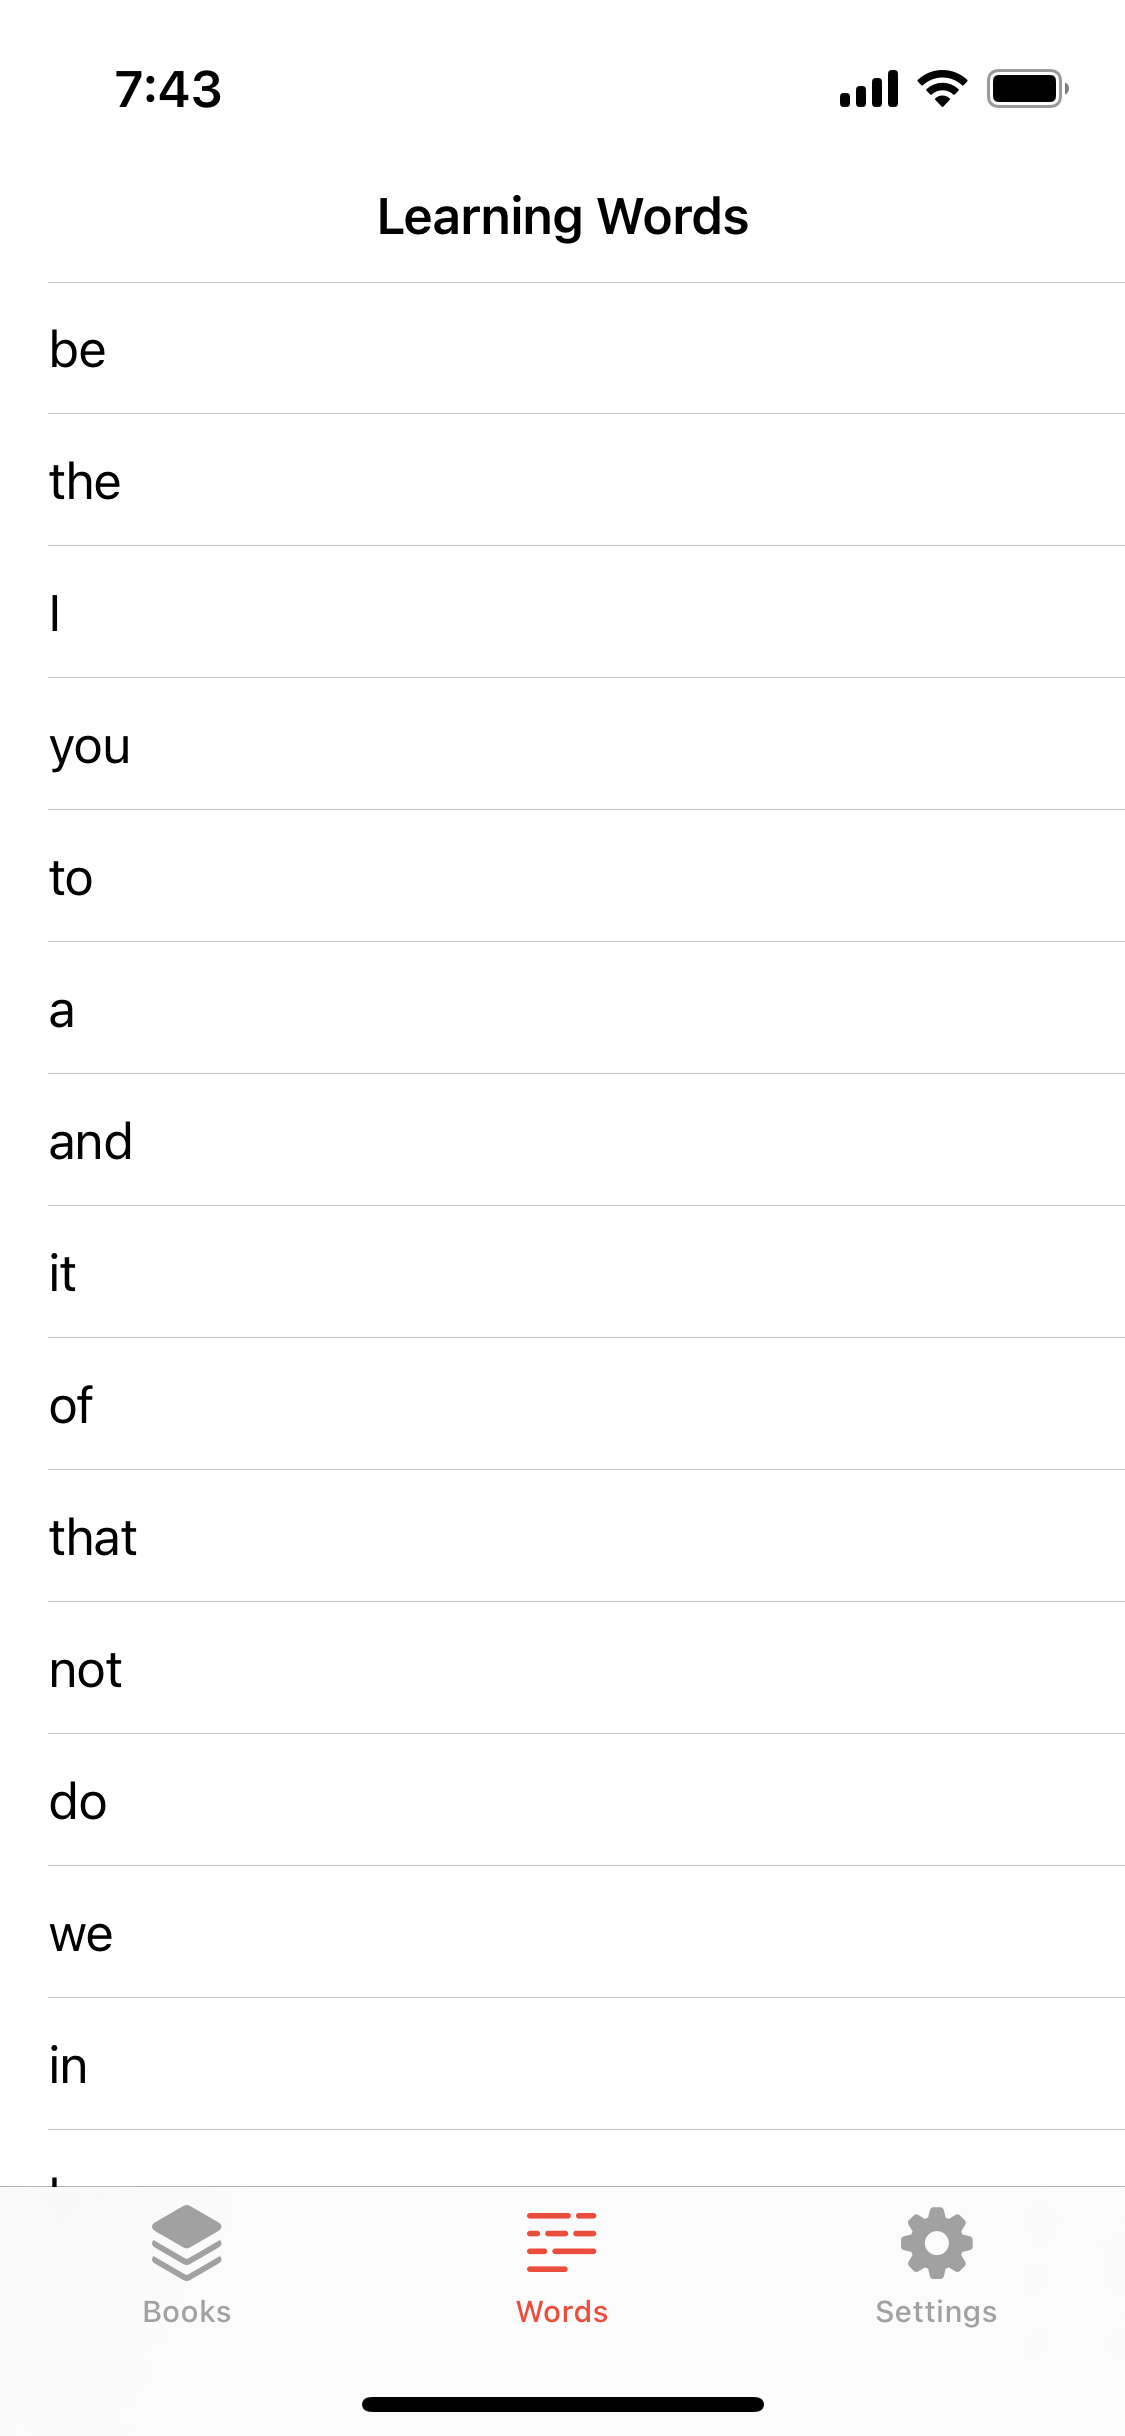 7:43
Learning Words
be
the
I
you
to
a
and
it
of
that
not
do
we
in
Books
Words
Settings